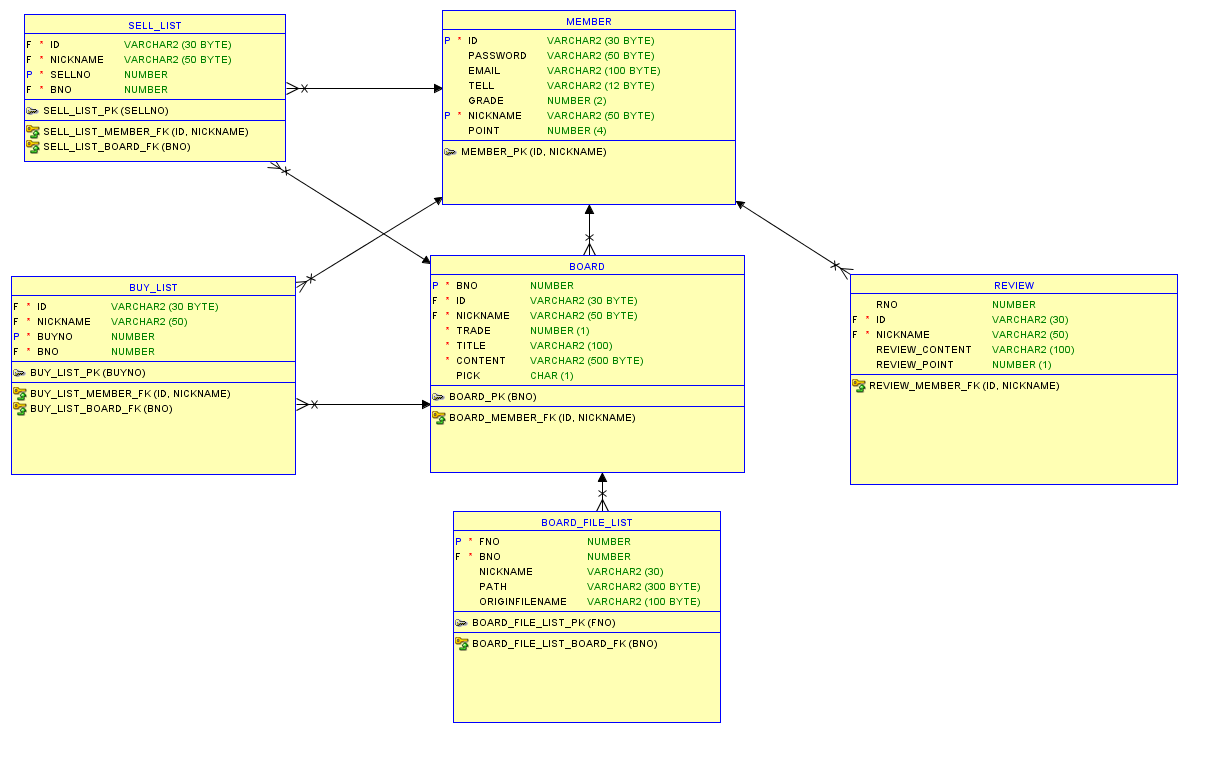 SELL_LIST
F * ID VARCHAR2 (30 BYTE)
F * NICKNAME VARCHAR2 (50 BYTE)
P * SELLNO NUMBER
F * BNO NUMBER
SELL_LIST_PK (SELLNO)
SELL_LIST_MEMBER_FK (ID, NICKNAME)
SELL_LIST_BOARD_FK (BNO)
MEMBER
P * ID VARCHAR2 (30 BYTE)
PASSWORD VARCHAR2 (50 BYTE)
EMAIL VARCHAR2 (100 BYTE)
TELL VARCHAR2 (12 BYTE)
GRADE NUMBER (2)
P * NICKNAME VARCHAR2 (50 BYTE)
POINT NUMBER (4)
MEMBER_PK (ID, NICKNAME)
BUY_LIST
F * ID VARCHAR2 (30 BYTE)
F * NICKNAME VARCHAR2 (50)
P * BUYNO NUMBER
F * BNO NUMBER
BUY_LIST_PK (BUYNO)
BUY_LIST_MEMBER_FK (ID, NICKNAME)
BUY_LIST_BOARD_FK (BNO)
BOARD
P * BNO NUMBER
F * ID VARCHAR2 (30 BYTE)
F * NICKNAME VARCHAR2 (50 BYTE)
* TRADE NUMBER (1)
* TITLE VARCHAR2 (100)
* CONTENT VARCHAR2 (500 BYTE)
PICK CHAR (1)
BOARD_PK (BNO)
BOARD_MEMBER_FK (ID, NICKNAME)
REVIEW
RNO NUMBER
F * ID VARCHAR2 (30)
F * NICKNAME VARCHAR2 (50)
REVIEW_CONTENT VARCHAR2 (100)
REVIEW_POINT NUMBER (1)
REVIEW_MEMBER_FK (ID, NICKNAME)
BOARD_FILE_LIST
P * FNO NUMBER
F * BNO NUMBER
NICKNAME VARCHAR2 (30)
PATH VARCHAR2 (300 BYTE)
ORIGINFILENAME VARCHAR2 (100 BYTE)
BOARD_FILE_LIST_PK (FNO)
BOARD_FILE_LIST_BOARD_FK (BNO)